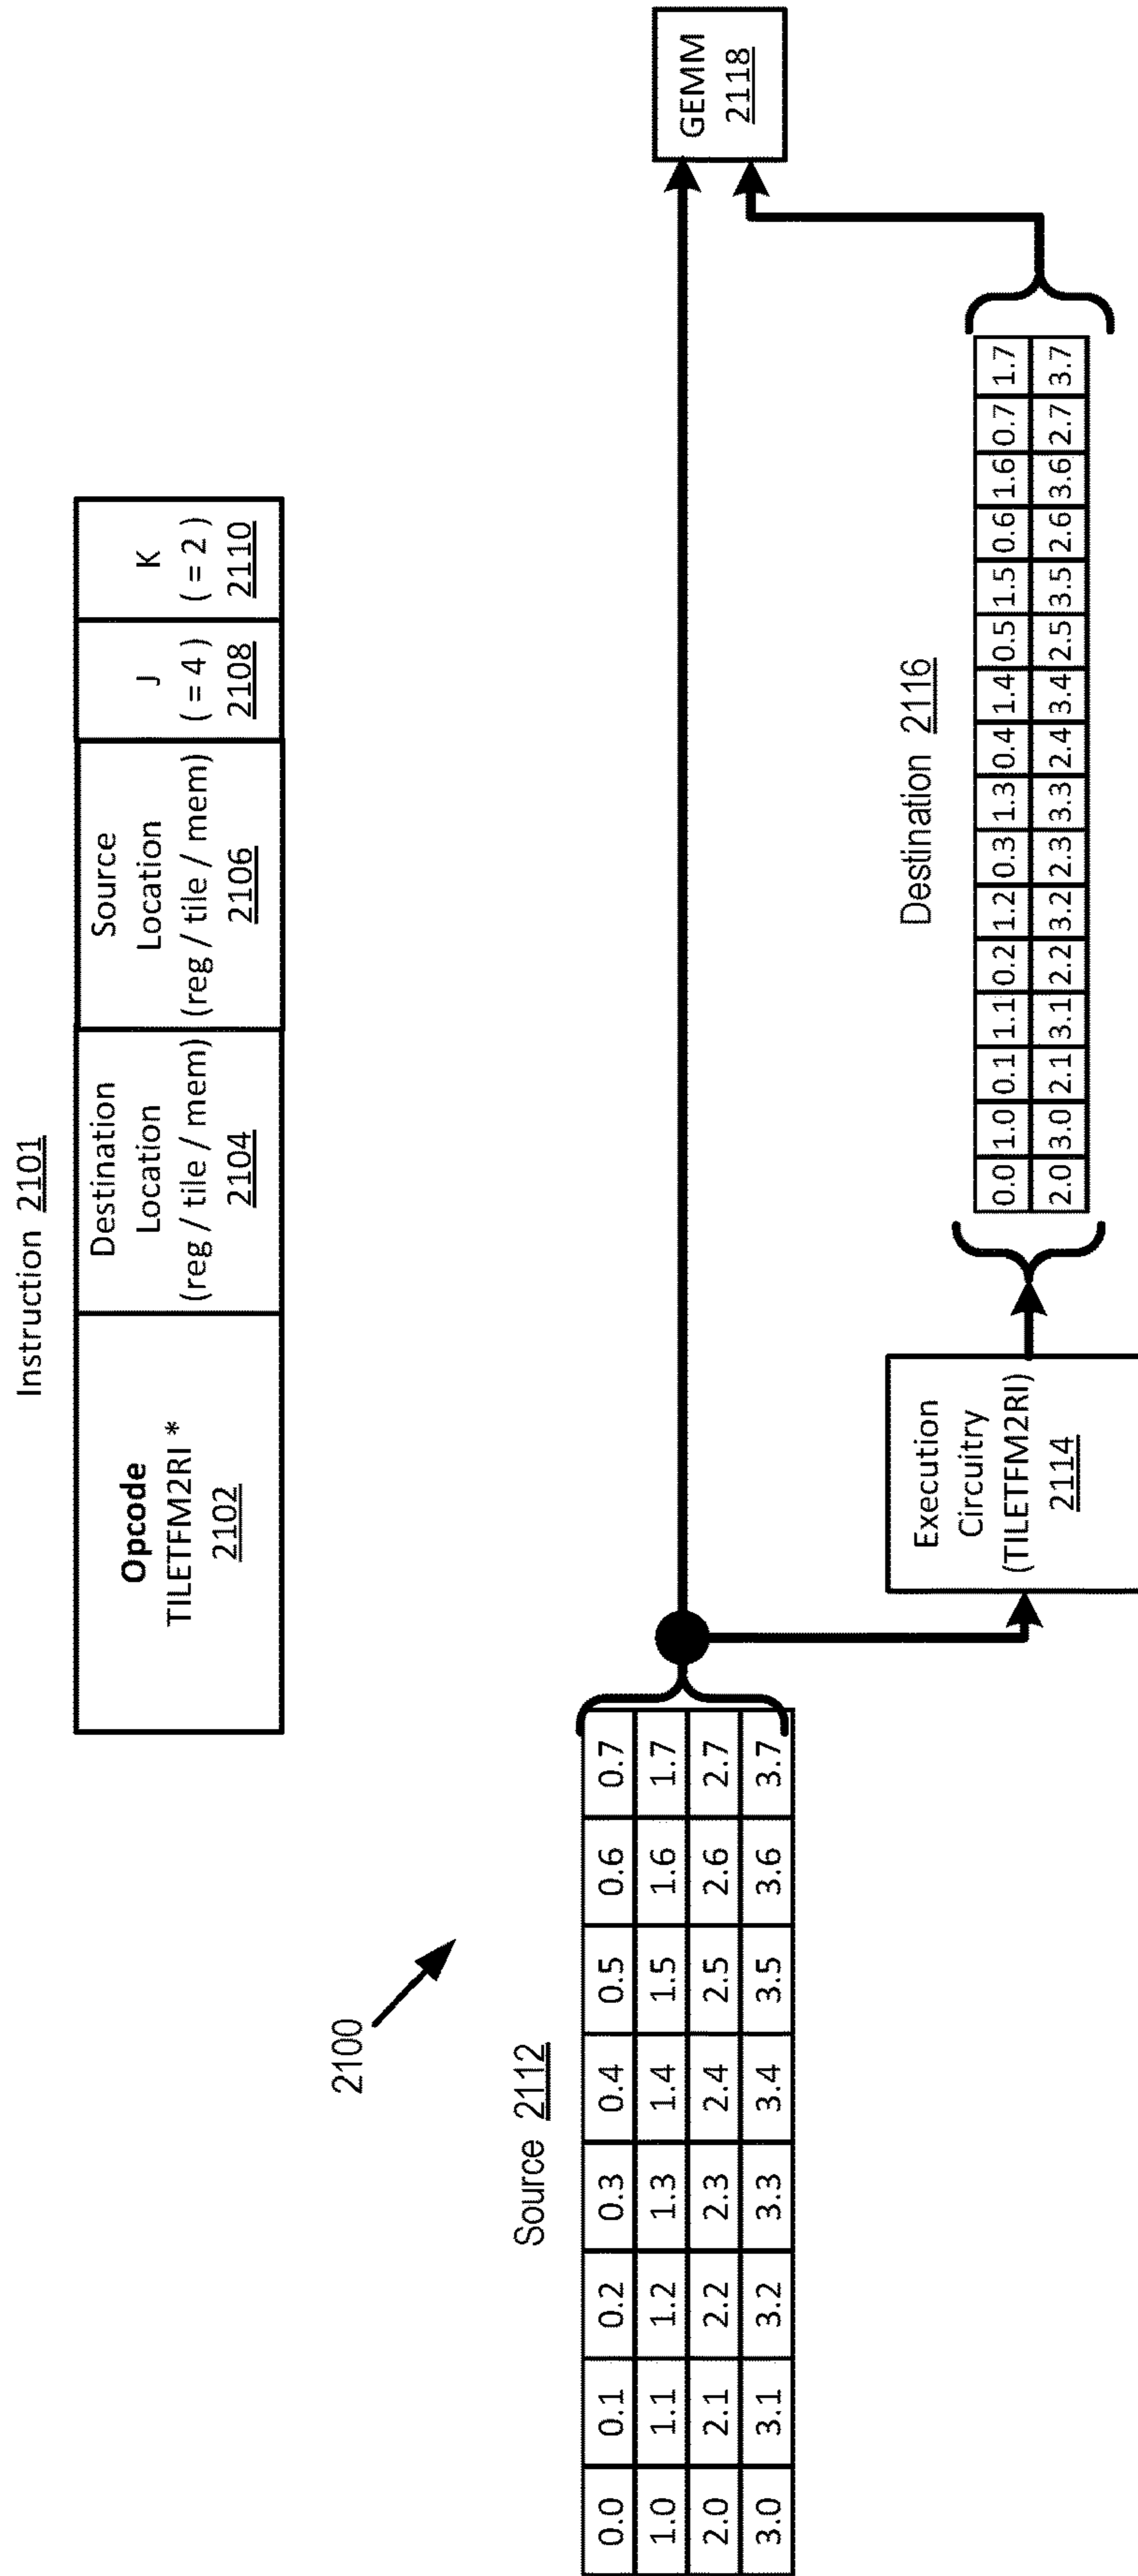 Instruction 2101
Opcode
TILETFM2RI *
2102
Destination
Location
(reg / tile / mem)
2104
Source
Location
(reg / tile / mem)
2106
J
( = 4 )
2108
K
( = 2 )
2110
2100
Source 2112
0.0 0.1 0.2 0.3 0.4 0.5 0.6 0.7
1.0 1.1 1.2 1.3 1.4 1.5 1.6 1.7
2.0 2.1 2.2 2.3 2.4 2.5 2.6 2.7
3.0 3.1 3.2 3.3 3.4 3.5 3.6 3.7
GEMM
2118
Execution
Circuitry
(TILETFM2RI)
2114
Destination 2116
0.0 1.0 0.1 1.1 0.2 1.2 0.3 1.3 0.4 1.4 0.5 1.5 0.6 1.6 0.7 1.7
2.0 3.0 2.1 3.1 2.2 3.2 2.3 3.3 2.4 3.4 2.5 3.5 2.6 3.6 2.7 3.7